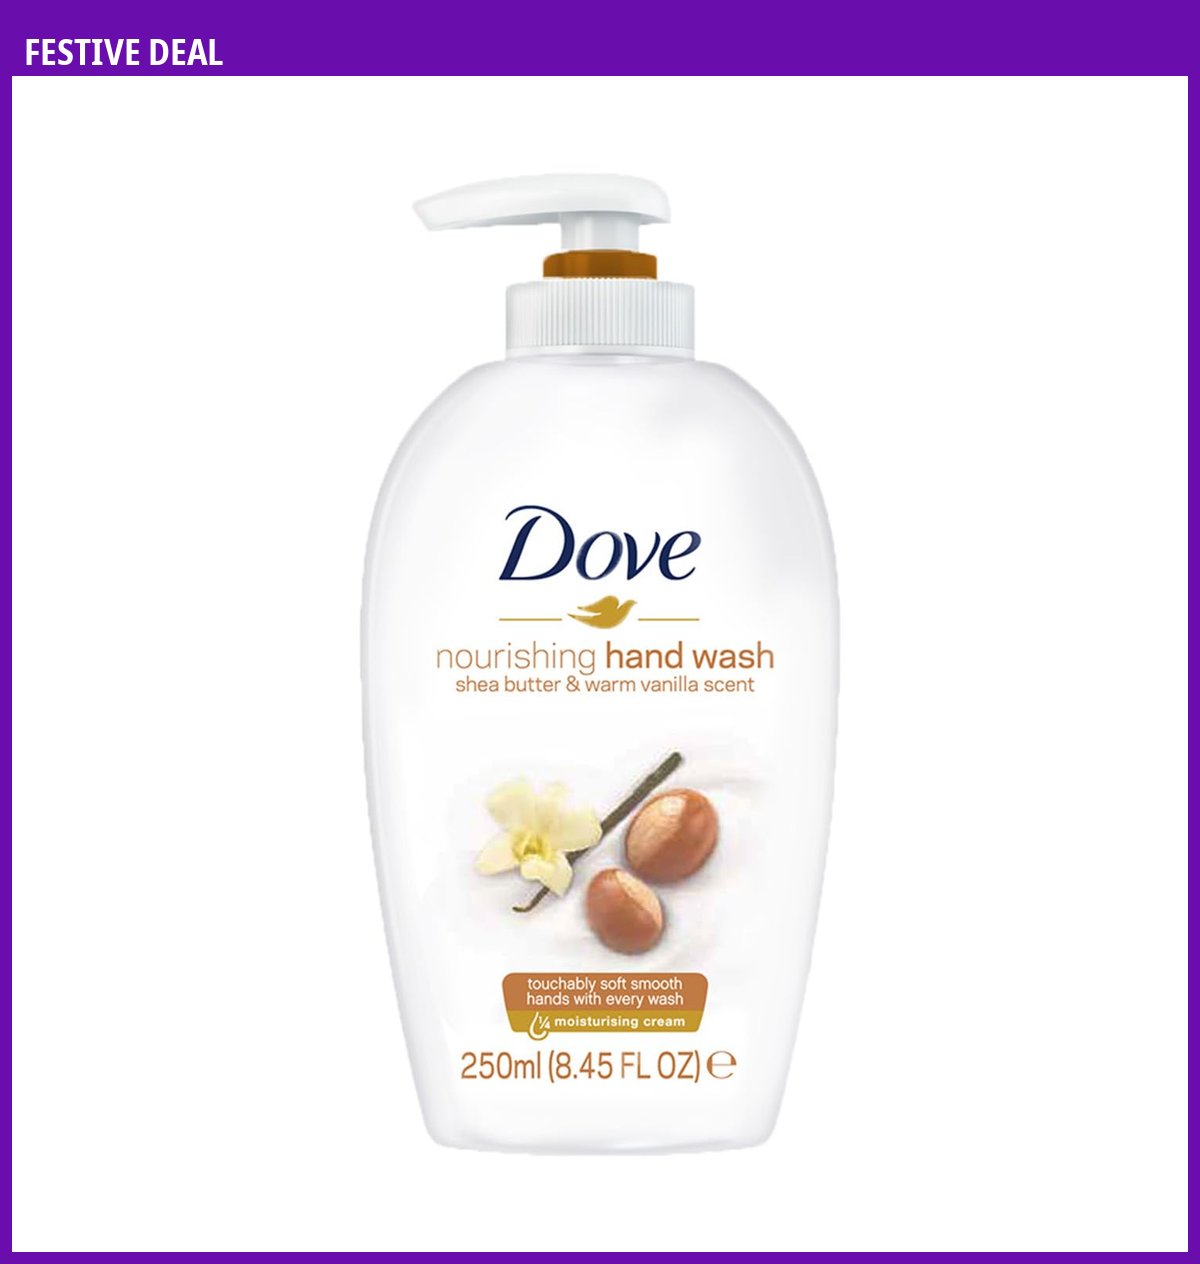 FESTIVE DEAL
Dove
nourishing hand wash
shea butter & warm vanilla scent
touchably soft smooth
hands with every wash
¼ moisturising cream
250ml (8.45 FL OZ) ℮